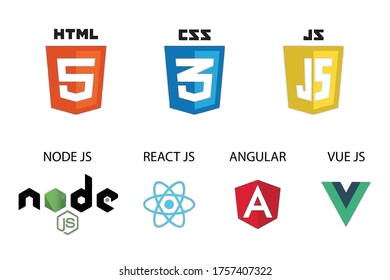 HTML CSS JS
5 3 JS
NODE JS REACT JS ANGULAR VUE JS
node A
JS
shutterstock.com · 1757407322